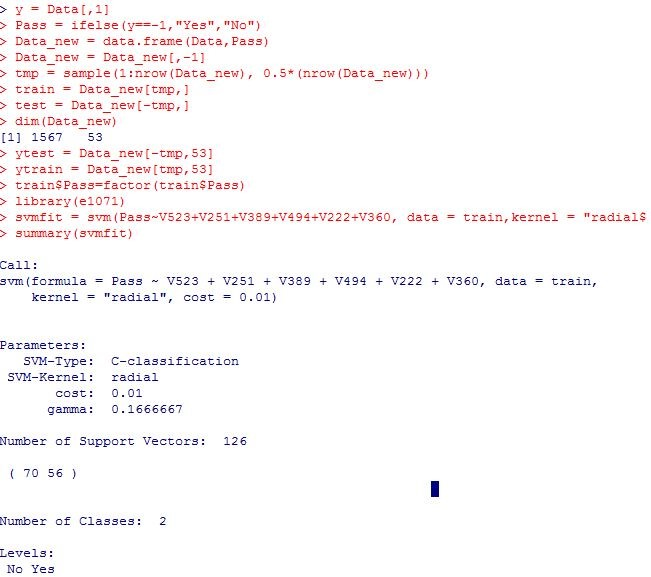 > y = Data[,1]
> Pass = ifelse(y==-1,"Yes","No")
> Data_new = data.frame(Data,Pass)
> Data_new = Data_new[,-1]
> tmp = sample(1:nrow(Data_new), 0.5*(nrow(Data_new)))
> train = Data_new[tmp,]
> test = Data_new[-tmp,]
> dim(Data_new)
[1] 1567   53
> ytest = Data_new[-tmp,53]
> ytrain = Data_new[tmp,53]
> train$Pass=factor(train$Pass)
> library(e1071)
> svmfit = svm(Pass~V523+V251+V389+V494+V222+V360, data = train,kernel = "radial$
> summary(svmfit)

Call:
svm(formula = Pass ~ V523 + V251 + V389 + V494 + V222 + V360, data = train,
    kernel = "radial", cost = 0.01)


Parameters:
   SVM-Type:  C-classification
 SVM-Kernel:  radial
       cost:  0.01
      gamma:  0.1666667

Number of Support Vectors:  126

 ( 70 56 )


Number of Classes:  2

Levels:
 No Yes